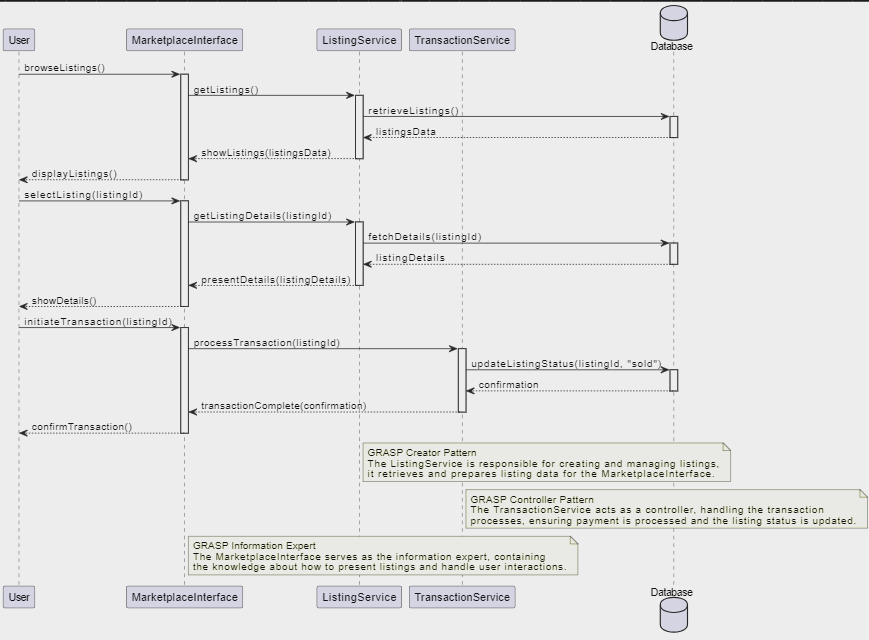 User
MarketplaceInterface
ListingService
TransactionService
Database
browseListings()
getListings()
retrieveListings()
listingsData
showListings(listingsData)
displayListings()
selectListing(listingId)
getListingDetails(listingId)
fetchDetails(listingId)
listingDetails
presentDetails(listingDetails)
showDetails()
initiateTransaction(listingId)
processTransaction(listingId)
updateListingStatus(listingId, "sold")
confirmation
transactionComplete(confirmation)
confirmTransaction()
GRASP Creator Pattern
The ListingService is responsible for creating and managing listings,
it retrieves and prepares listing data for the MarketplaceInterface.
GRASP Controller Pattern
The TransactionService acts as a controller, handling the transaction
processes, ensuring payment is processed and the listing status is updated.
GRASP Information Expert
The MarketplaceInterface serves as the information expert, containing
the knowledge about how to present listings and handle user interactions.
User
MarketplaceInterface
ListingService
TransactionService
Database